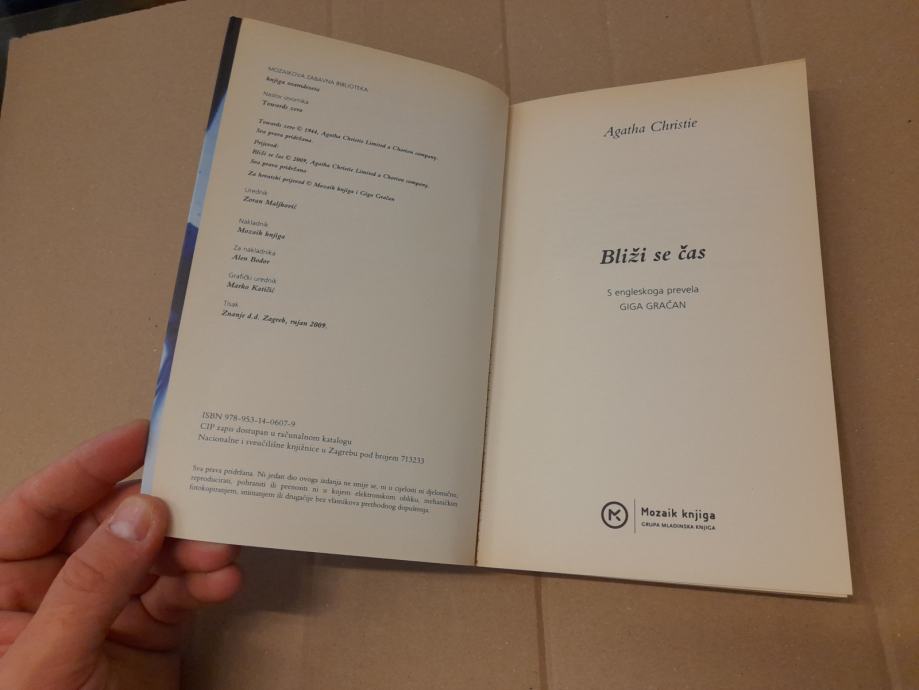 MOZAIKOVA ZABAVNA BIBLIOTEKA
knjiga osamdeseta
Naslov izvornika
Towards zero
Towards zero © 1944, Agatha Christie Limited a Chorion company.
Sva prava pridržana.
Prijevod:
Bliži se čas © 2009, Agatha Christie Limited a Chorion company.
Sva prava pridržana
Za hrvatski prijevod © Mozaik knjiga i Giga Gračan
Urednik
Zoran Maljković
Nakladnik
Mozaik knjiga
Za nakladnika
Alen Bodor
Grafički urednik
Marko Katičić
Tisak
Znanje d.d. Zagreb, rujan 2009.
ISBN 978-953-14-0607-9
CIP zapis dostupan u računalnom katalogu
Nacionalne i sveučilišne knjižnice u Zagrebu pod brojem 713233
Sva prava pridržana. Ni jedan dio ovoga izdanja ne smije se, ni u cijelosti ni djelomično,
reproducirati, pohraniti ili prenositi ni u kojem elektronskom obliku, mehaničkim
fotokopiranjem, snimanjem ili drugačije bez vlasnikova prethodnog dopuštenja.
Agatha Christie
Bliži se čas
S engleskoga prevela
GIGA GRAČAN
MK
Mozaik knjiga
GRUPA MLADINSKA KNJIGA